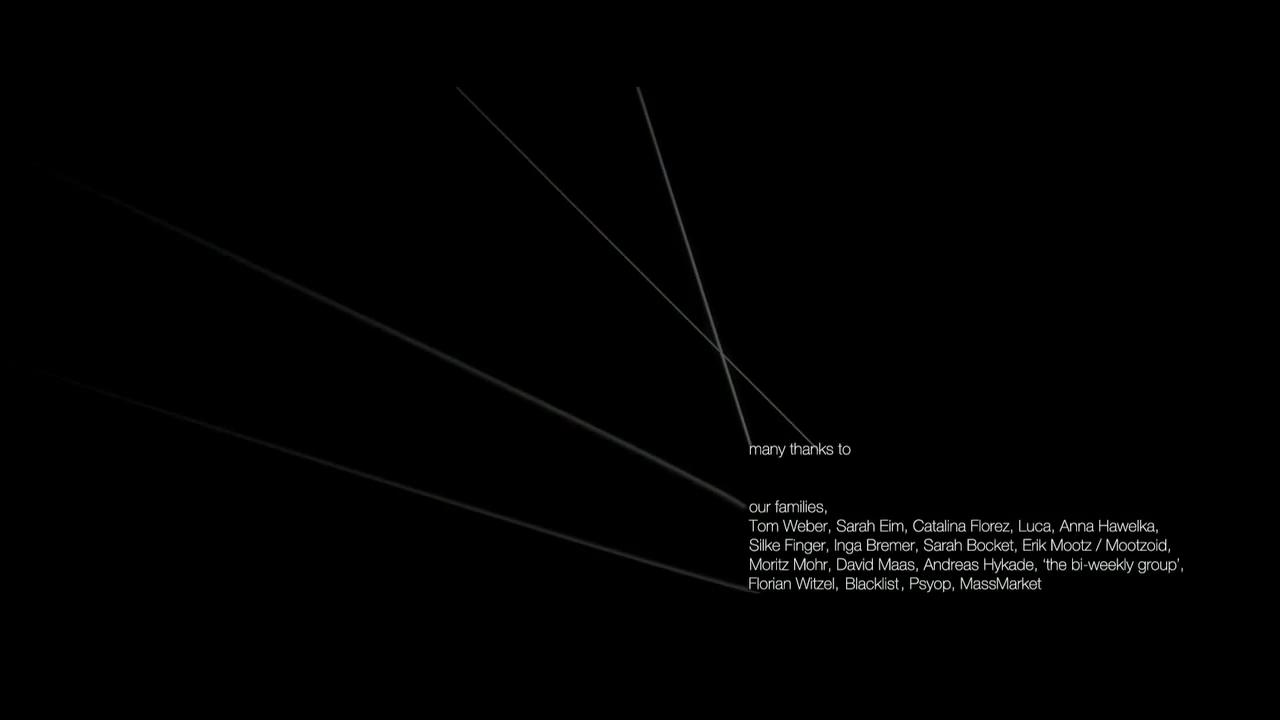 many thanks to
our families,
Tom Weber, Sarah Eim, Catalina Florez, Luca, Anna Hawelka,
Silke Finger, Inga Bremer, Sarah Bocket, Erik Mootz / Mootzoid,
Moritz Mohr, David Maas, Andreas Hykade, ‘the bi-weekly group’,
Florian Witzel, Blacklist, Psyop, MassMarket